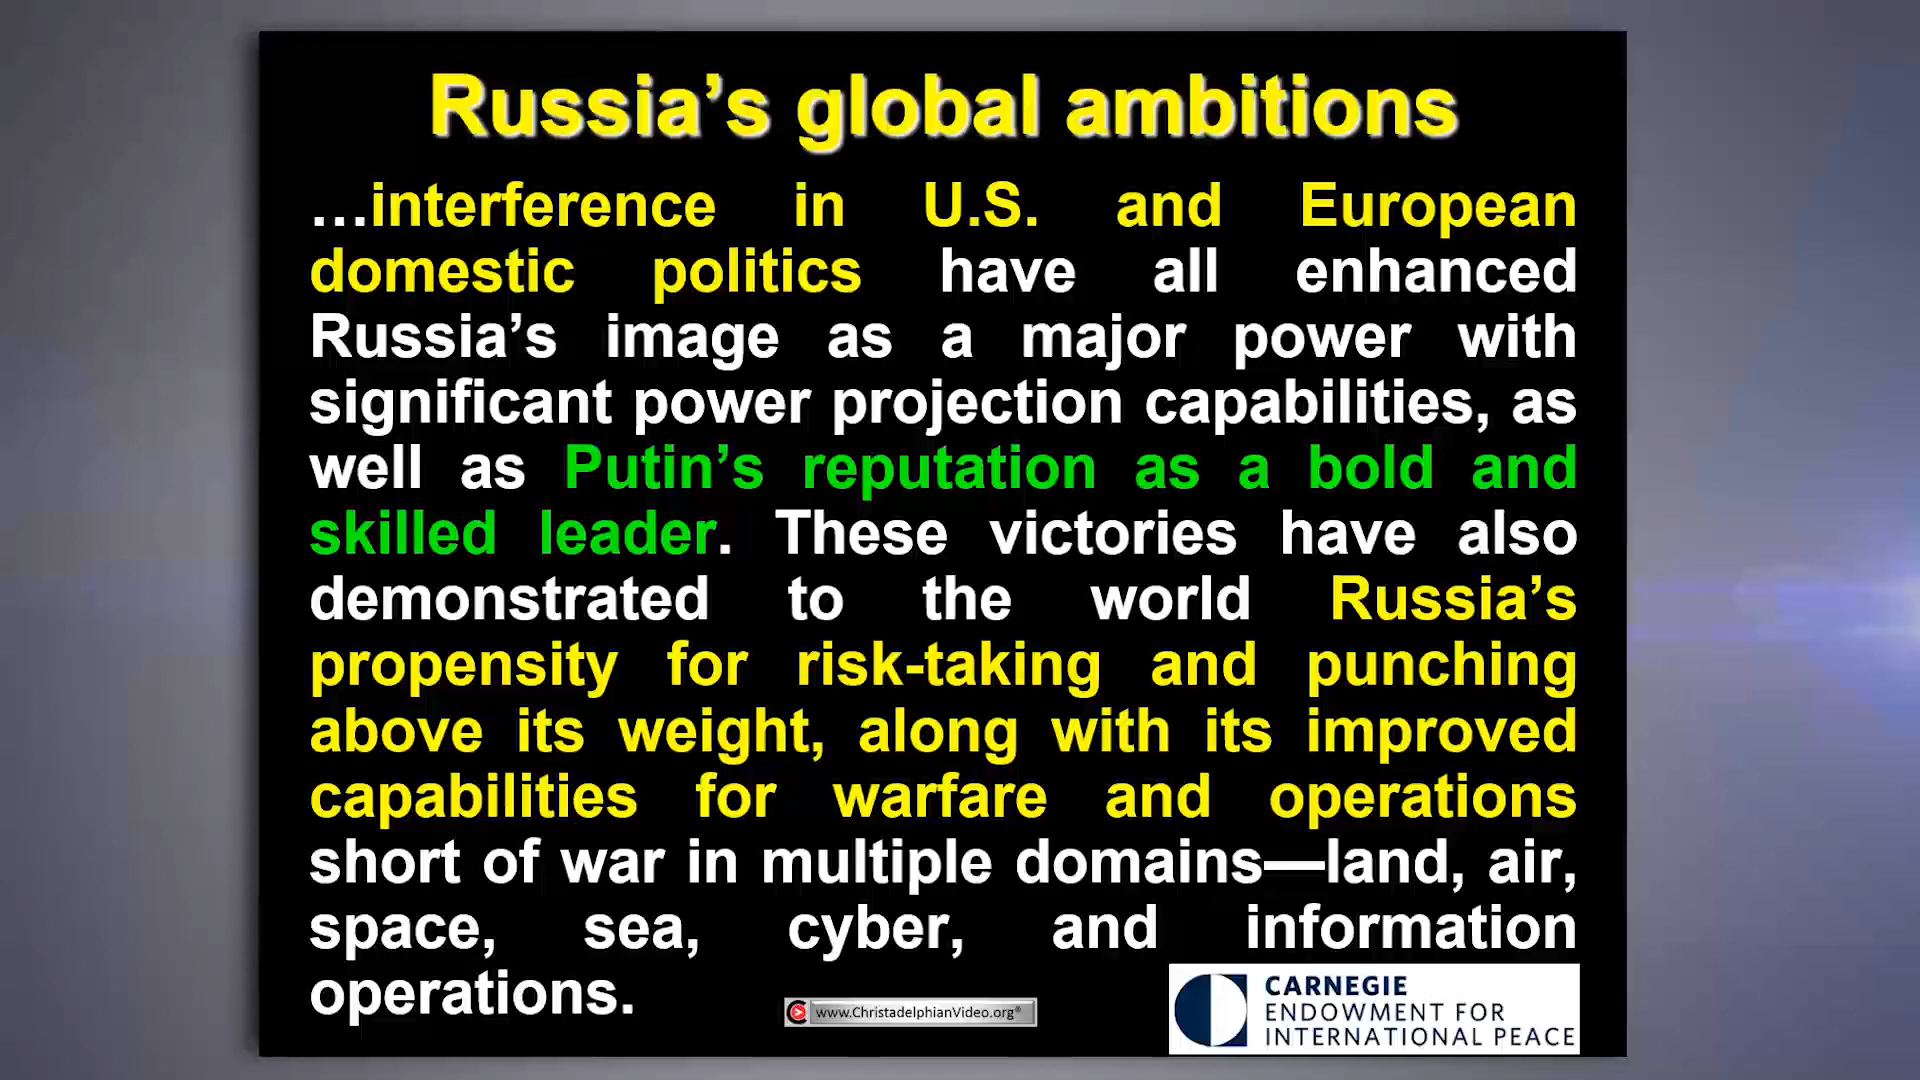 Russia’s global ambitions
…interference in U.S. and European
domestic politics have all enhanced
Russia’s image as a major power with
significant power projection capabilities, as
well as Putin’s reputation as a bold and
skilled leader. These victories have also
demonstrated to the world Russia’s
propensity for risk-taking and punching
above its weight, along with its improved
capabilities for warfare and operations
short of war in multiple domains—land, air,
space, sea, cyber, and information
operations.
www.ChristadelphianVideo.org®
CARNEGIE
ENDOWMENT FOR
INTERNATIONAL PEACE